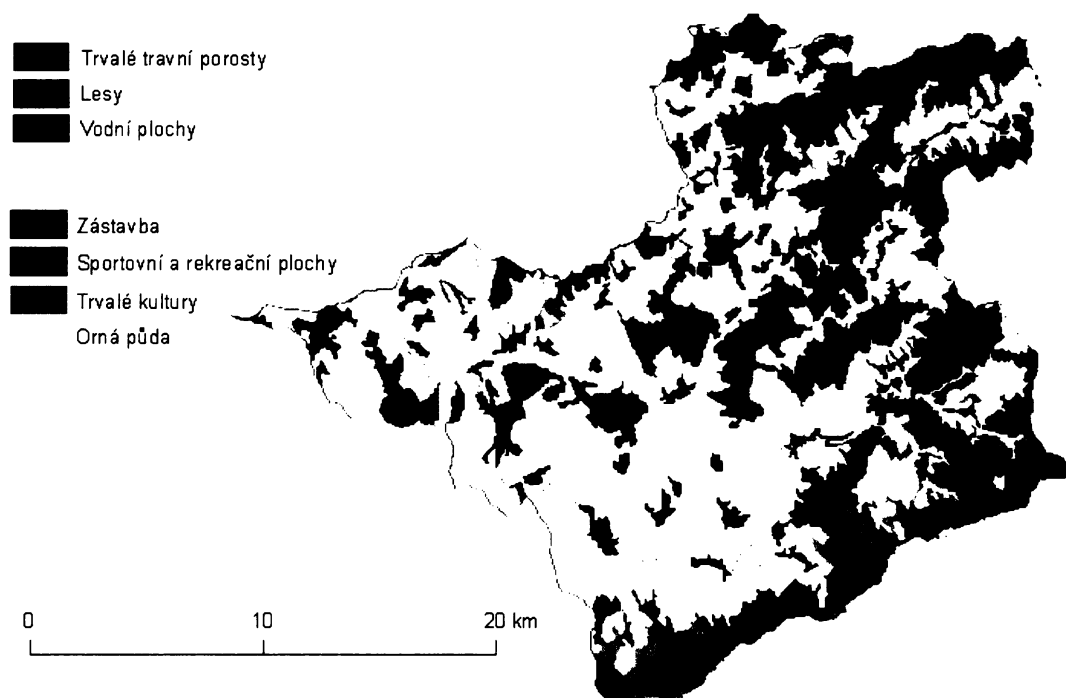 Trvalé travní porosty
Lesy
Vodní plochy
Zástavba
Sportovní a rekreační plochy
Trvalé kultury
Orná půda
0 10 20 km